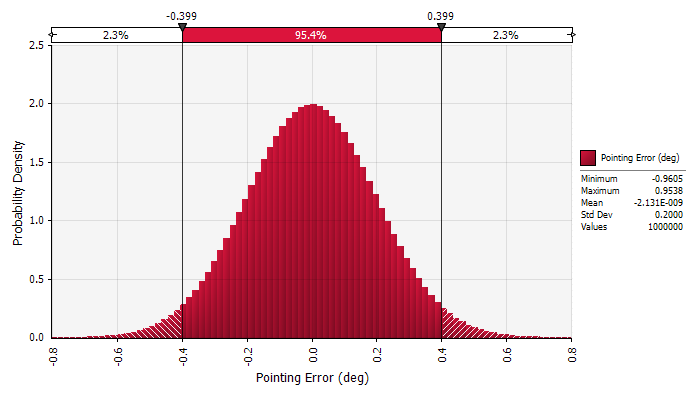 -0.399 0.399
2.3% 95.4% 2.3%
2.5
2.0
1.5
1.0
0.5
0.0
Probability Density
-0.8 -0.6 -0.4 -0.2 0.0 0.2 0.4 0.6 0.8
Pointing Error (deg)
Pointing Error (deg)
Minimum -0.9605
Maximum 0.9538
Mean -2.131E-009
Std Dev 0.2000
Values 1000000